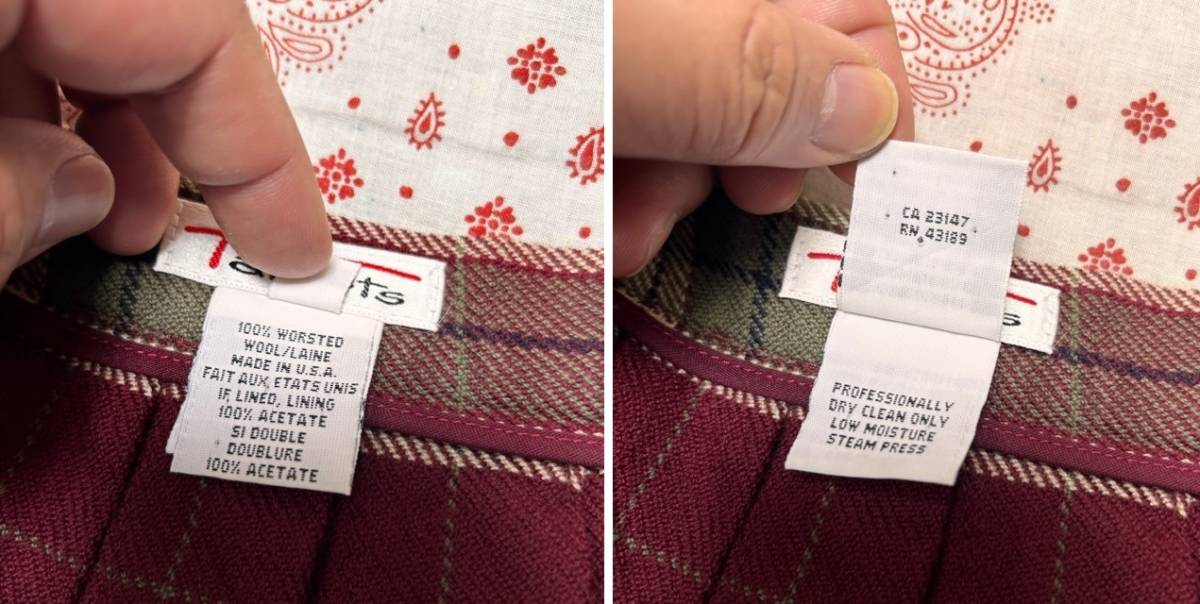 100% WORSTED
WOOL/LAINE
MADE IN U.S.A.
FAIT AUX, ETATS UNIS
IF, LINED, LINING
100% ACETATE
SI DOUBLE
DOUBLURE
100% ACETATE
CA 23147
RN 43189
PROFESSIONALLY
DRY CLEAN ONLY
LOW MOISTURE
STEAM PRESS